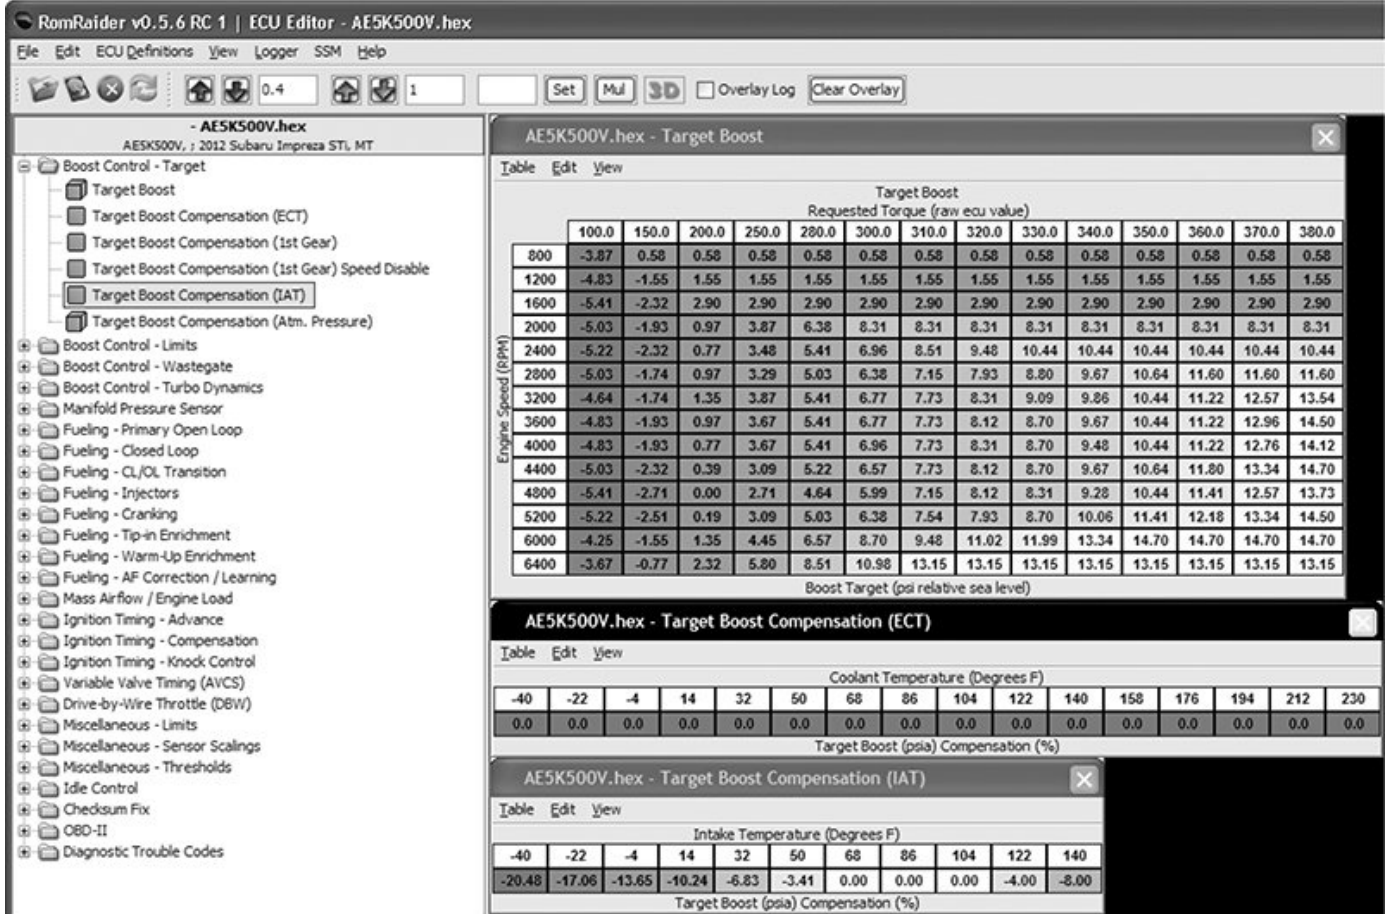 RomRaider v0.5.6 RC 1 | ECU Editor - AE5K500V.hex
File Edit ECU Definitions View Logger SSM Help
0.4 1 Set Mul 3D Overlay Log Clear Overlay
- AE5K500V.hex
AE5K500V, ; 2012 Subaru Impreza STi, MT
Boost Control - Target
Target Boost
Target Boost Compensation (ECT)
Target Boost Compensation (1st Gear)
Target Boost Compensation (1st Gear) Speed Disable
Target Boost Compensation (IAT)
Target Boost Compensation (Atm. Pressure)
Boost Control - Limits
Boost Control - Wastegate
Boost Control - Turbo Dynamics
Manifold Pressure Sensor
Fueling - Primary Open Loop
Fueling - Closed Loop
Fueling - CL/OL Transition
Fueling - Injectors
Fueling - Cranking
Fueling - Tip-in Enrichment
Fueling - Warm-Up Enrichment
Fueling - AF Correction / Learning
Mass Airflow / Engine Load
Ignition Timing - Advance
Ignition Timing - Compensation
Ignition Timing - Knock Control
Variable Valve Timing (AVCS)
Drive-by-Wire Throttle (DBW)
Miscellaneous - Limits
Miscellaneous - Sensor Scalings
Miscellaneous - Thresholds
Idle Control
Checksum Fix
OBD-II
Diagnostic Trouble Codes
AE5K500V.hex - Target Boost
Table Edit View
Target Boost
Requested Torque (raw ecu value)
100.0 150.0 200.0 250.0 280.0 300.0 310.0 320.0 330.0 340.0 350.0 360.0 370.0 380.0
Engine Speed (RPM)
800 -3.87 0.58 0.58 0.58 0.58 0.58 0.58 0.58 0.58 0.58 0.58 0.58 0.58 0.58
1200 -4.83 -1.55 1.55 1.55 1.55 1.55 1.55 1.55 1.55 1.55 1.55 1.55 1.55 1.55
1600 -5.41 -2.32 2.90 2.90 2.90 2.90 2.90 2.90 2.90 2.90 2.90 2.90 2.90 2.90
2000 -5.03 -1.93 0.97 3.87 6.38 8.31 8.31 8.31 8.31 8.31 8.31 8.31 8.31 8.31
2400 -5.22 -2.32 0.77 3.48 5.41 6.96 8.51 9.48 10.44 10.44 10.44 10.44 10.44 10.44
2800 -5.03 -1.74 0.97 3.29 5.03 6.38 7.15 7.93 8.80 9.67 10.64 11.60 11.60 11.60
3200 -4.64 -1.74 1.35 3.87 5.41 6.77 7.73 8.31 9.09 9.86 10.44 11.22 12.57 13.54
3600 -4.83 -1.93 0.97 3.67 5.41 6.77 7.73 8.12 8.70 9.67 10.44 11.22 12.96 14.50
4000 -4.83 -1.93 0.77 3.67 5.41 6.96 7.73 8.31 8.70 9.48 10.44 11.22 12.76 14.12
4400 -5.03 -2.32 0.39 3.09 5.22 6.57 7.73 8.12 8.70 9.67 10.64 11.80 13.34 14.70
4800 -5.41 -2.71 0.00 2.71 4.64 5.99 7.15 8.12 8.31 9.28 10.44 11.41 12.57 13.73
5200 -5.22 -2.51 0.19 3.09 5.03 6.38 7.54 7.93 8.70 10.06 11.41 12.18 13.34 14.50
6000 -4.25 -1.55 1.35 4.45 6.57 8.70 9.48 11.02 11.99 13.34 14.70 14.70 14.70 14.70
6400 -3.67 -0.77 2.32 5.80 8.51 10.98 13.15 13.15 13.15 13.15 13.15 13.15 13.15 13.15
Boost Target (psi relative sea level)
AE5K500V.hex - Target Boost Compensation (ECT)
Table Edit View
Coolant Temperature (Degrees F)
-40 -22 -4 14 32 50 68 86 104 122 140 158 176 194 212 230
0.0 0.0 0.0 0.0 0.0 0.0 0.0 0.0 0.0 0.0 0.0 0.0 0.0 0.0 0.0 0.0
Target Boost (psia) Compensation (%)
AE5K500V.hex - Target Boost Compensation (IAT)
Table Edit View
Intake Temperature (Degrees F)
-40 -22 -4 14 32 50 68 86 104 122 140
-20.48 -17.06 -13.65 -10.24 -6.83 -3.41 0.00 0.00 0.00 -4.00 -8.00
Target Boost (psia) Compensation (%)